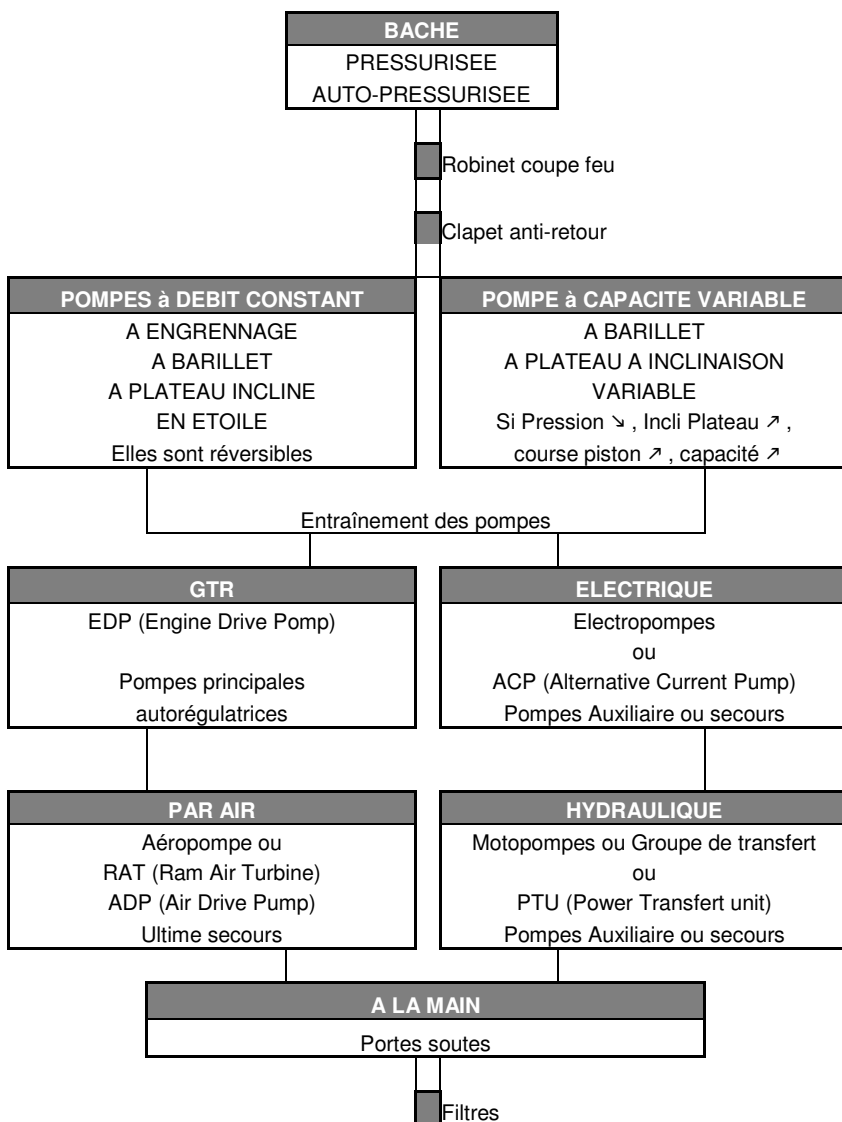 BACHE
PRESSURISEE
AUTO-PRESSURISEE
Robinet coupe feu
Clapet anti-retour
POMPES à DEBIT CONSTANT
A ENGRENNAGE
A BARILLET
A PLATEAU INCLINE
EN ETOILE
Elles sont réversibles
POMPE à CAPACITE VARIABLE
A BARILLET
A PLATEAU A INCLINAISON
VARIABLE
Si Pression ↘ , Incli Plateau ↗ ,
course piston ↗ , capacité ↗
Entraînement des pompes
GTR
EDP (Engine Drive Pomp)
Pompes principales
autorégulatrices
ELECTRIQUE
Electropompes
ou
ACP (Alternative Current Pump)
Pompes Auxiliaire ou secours
PAR AIR
Aéropompe ou
RAT (Ram Air Turbine)
ADP (Air Drive Pump)
Ultime secours
HYDRAULIQUE
Motopompes ou Groupe de transfert
ou
PTU (Power Transfert unit)
Pompes Auxiliaire ou secours
A LA MAIN
Portes soutes
Filtres